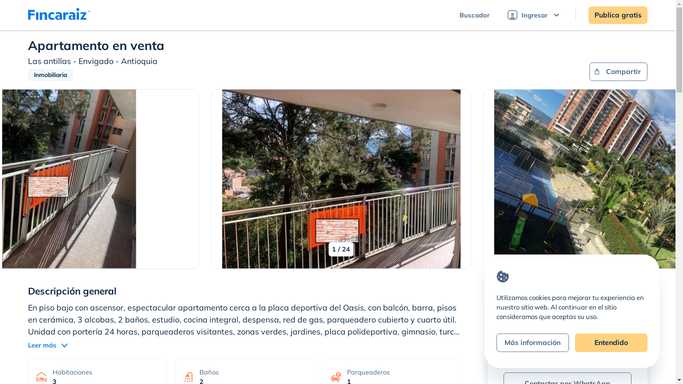 Fincaraiz
Buscador
Ingresar
Publica gratis
Apartamento en venta
Las antillas - Envigado - Antioquia
Inmobiliaria
Compartir
1 / 24
Descripción general
En piso bajo con ascensor, espectacular apartamento cerca a la placa deportiva del Oasis, con balcón, barra, pisos
en cerámica, 3 alcobas, 2 baños, estudio, cocina integral, despensa, red de gas, parqueadero cubierto y cuarto útil.
Unidad con portería 24 horas, parqueaderos visitantes, zonas verdes, jardines, placa polideportiva, gimnasio, turc...
Leer más
Habitaciones
3
Baños
2
Parqueaderos
1
Utilizamos cookies para mejorar tu experiencia en
nuestro sitio web. Al continuar en el sitio
consideramos que aceptas su uso.
Más información
Entendido
Contactar por WhatsApp